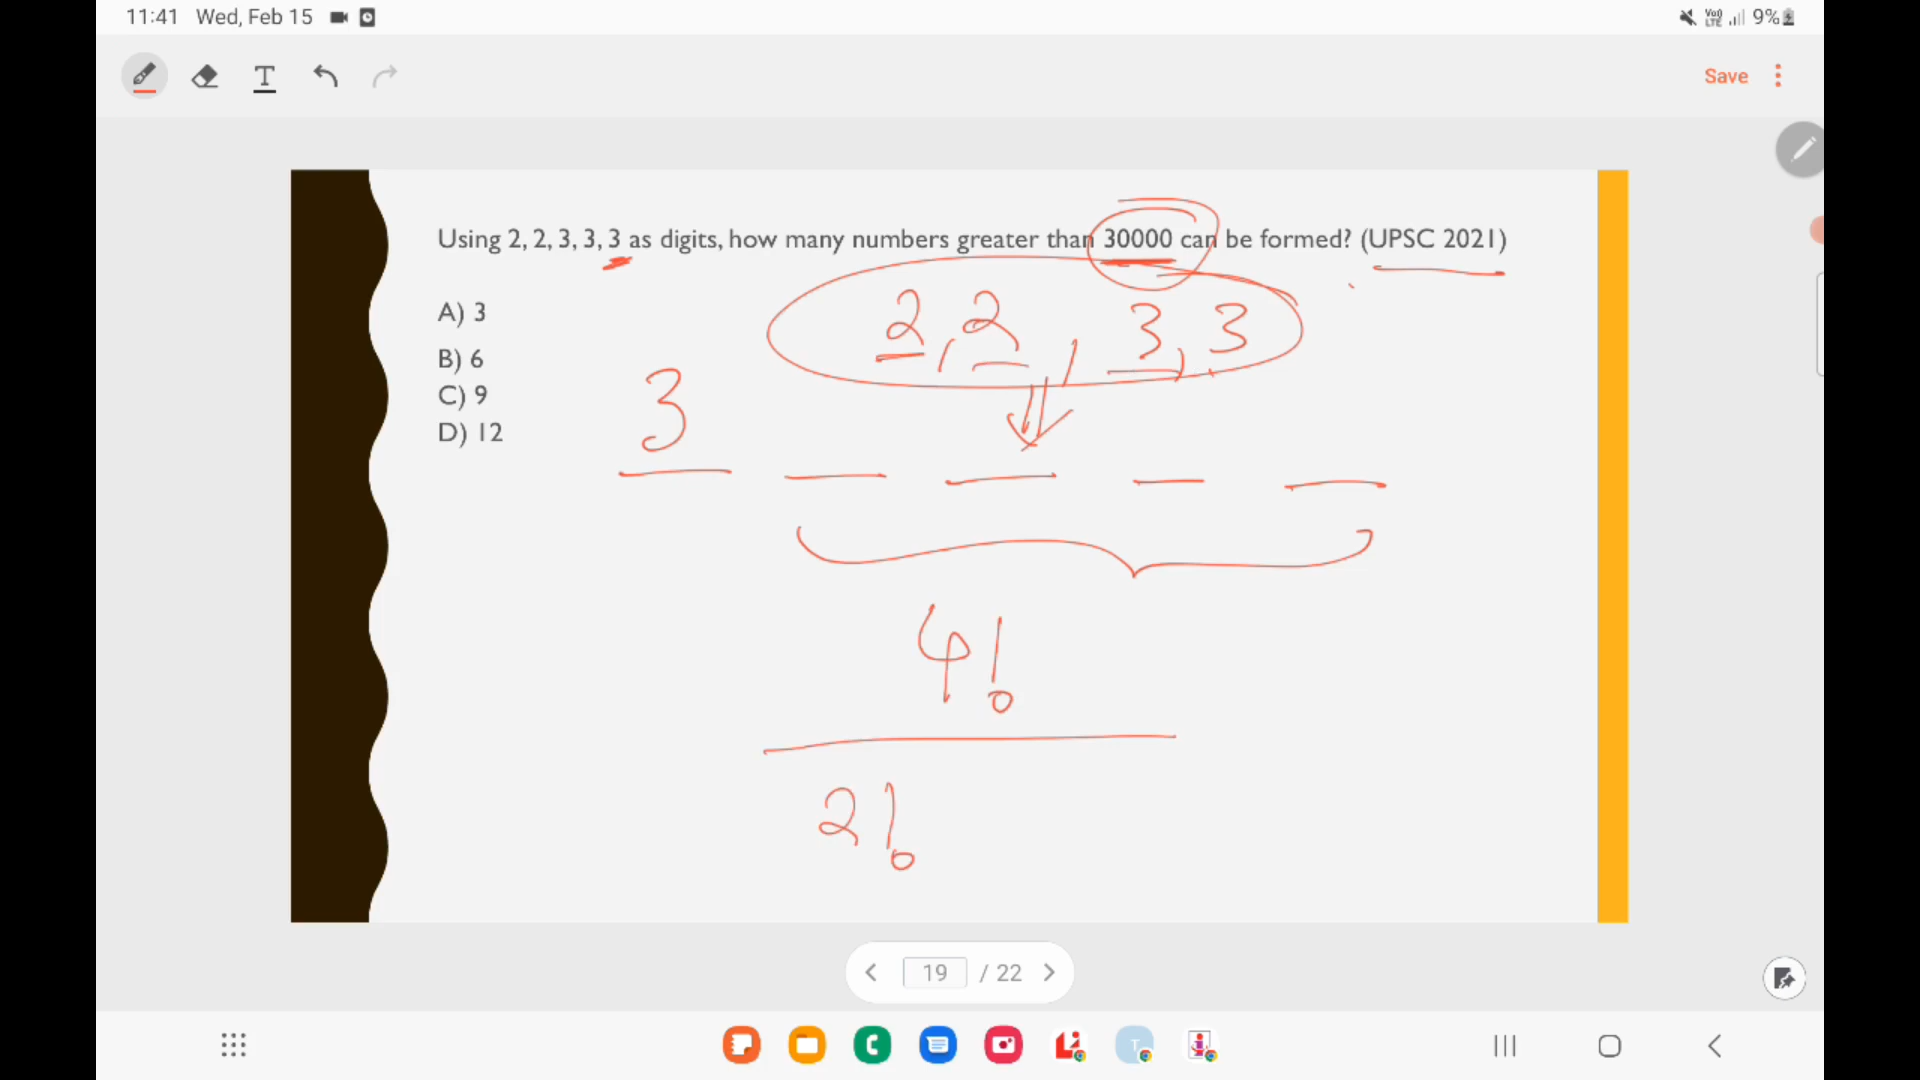 11:41 Wed, Feb 15
Vo) LTE 9%
T Save
Using 2, 2, 3, 3, 3 as digits, how many numbers greater than 30000 can be formed? (UPSC 2021)
2, 2, 3, 3
A) 3
B) 6
C) 9
D) 12
3
4!
2!
19 / 22
T